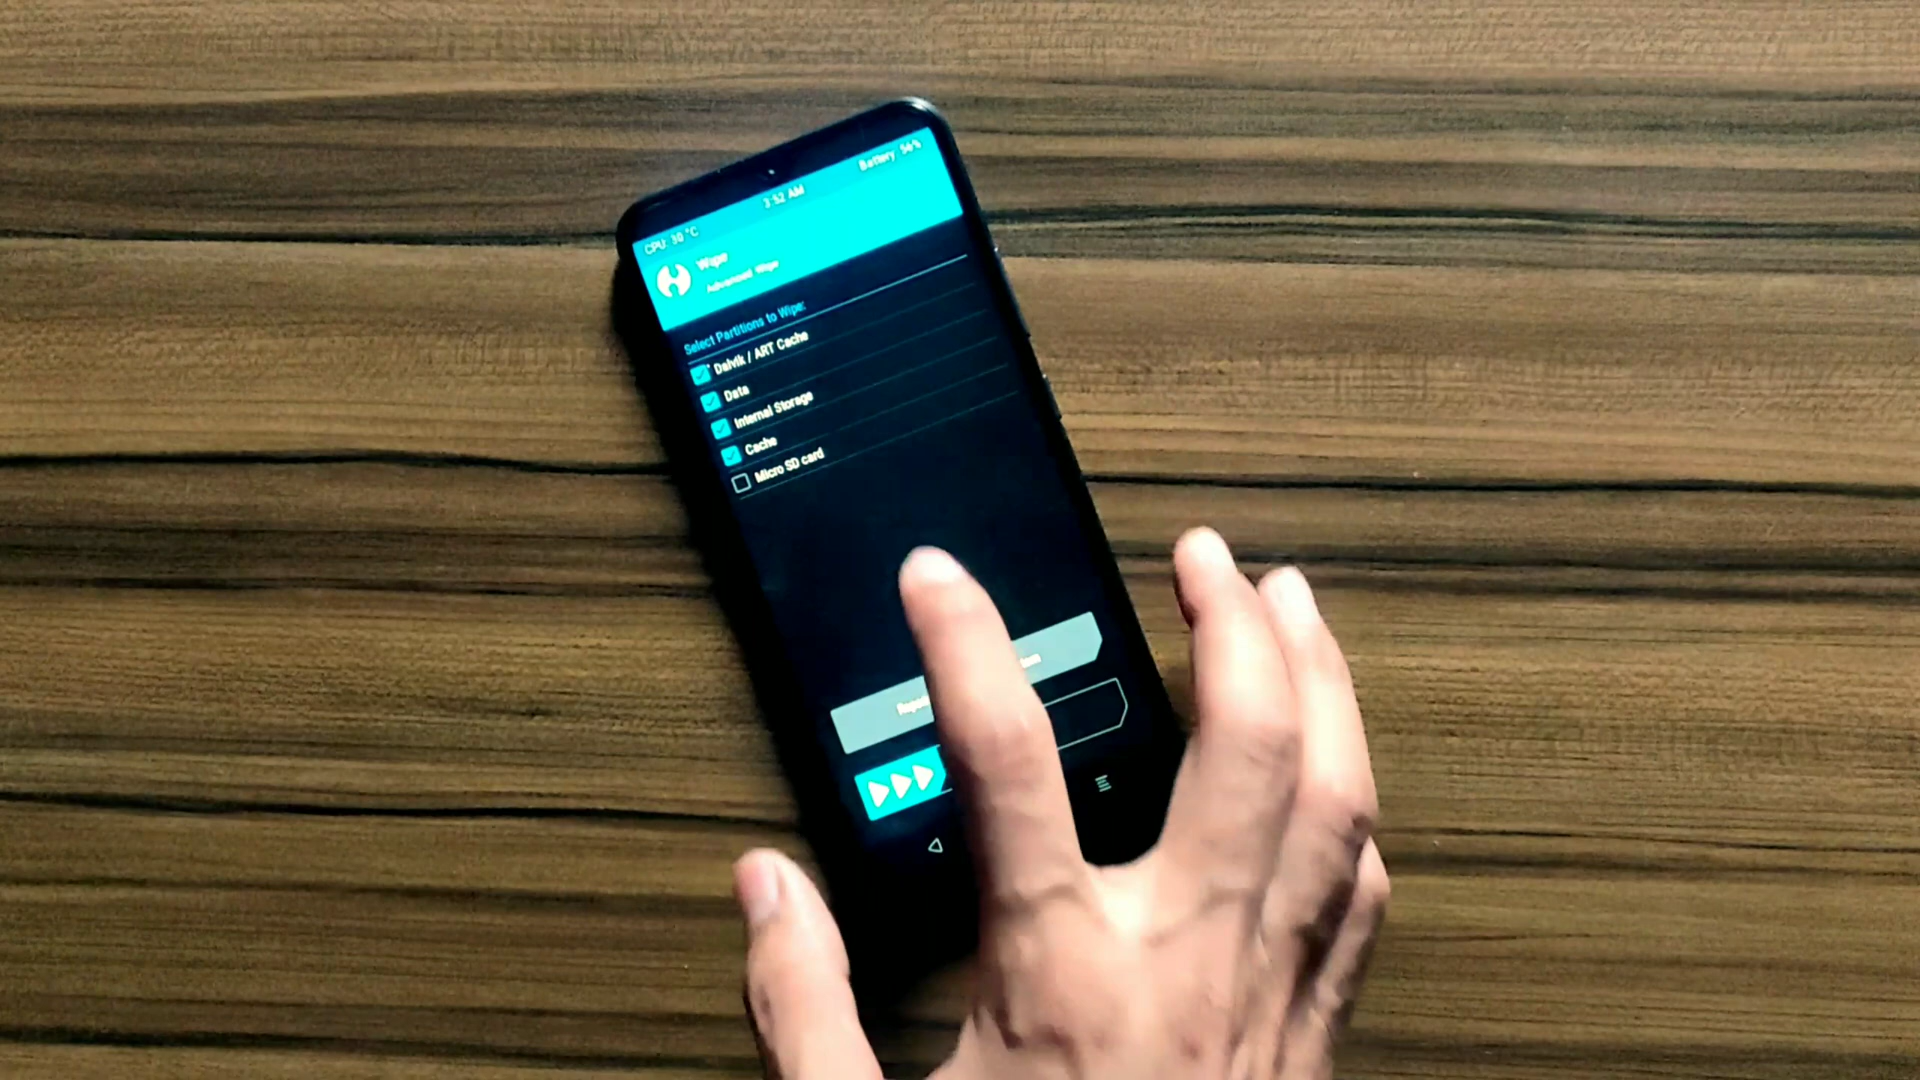 Battery 56%
3:52 AM
CPU: 39 °C
Wipe
Advanced Wipe
Select Partitions to Wipe:
Dalvik / ART Cache
Data
Internal Storage
Cache
Micro SD card